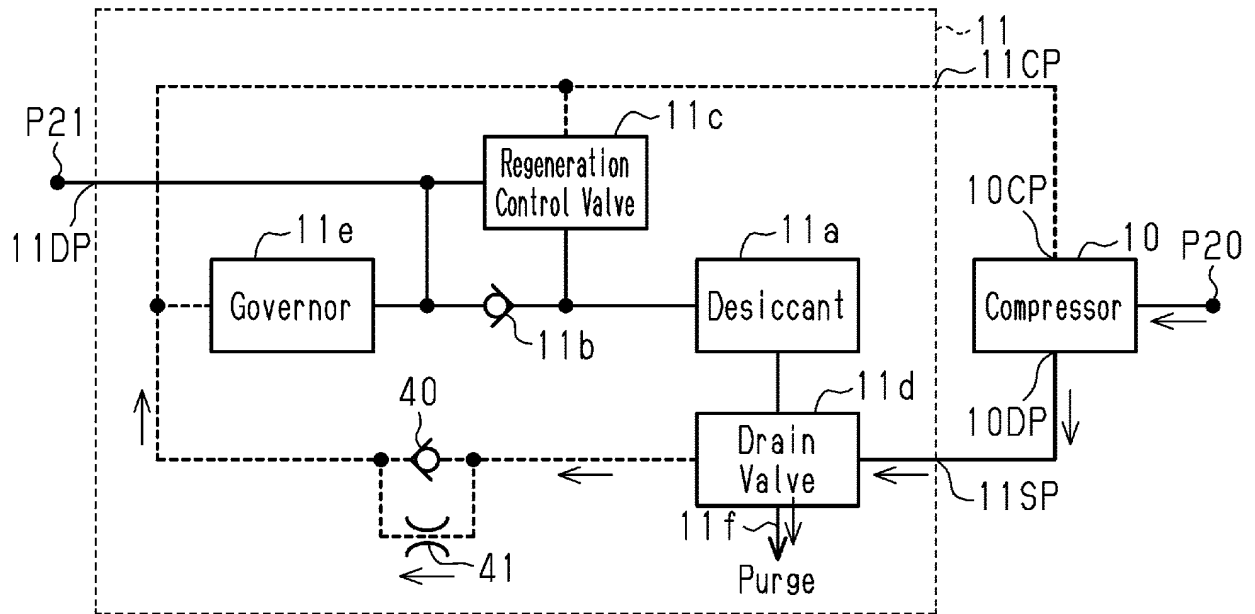 11
11CP
P21
11c
Regeneration
Control Valve
10CP
11DP
11e
11a
10
P20
Governor
Desiccant
Compressor
11b
40
11d
10DP
Drain
Valve
11SP
11f
41
Purge